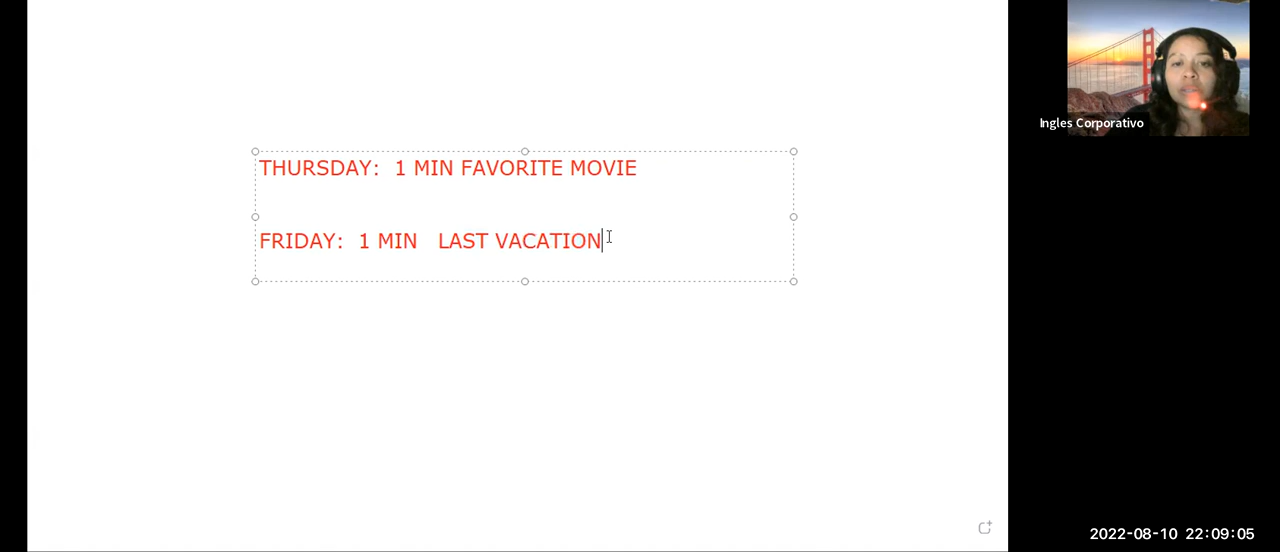 THURSDAY: 1 MIN FAVORITE MOVIE
FRIDAY: 1 MIN LAST VACATION
Ingles Corporativo
2022-08-10 22:09:05